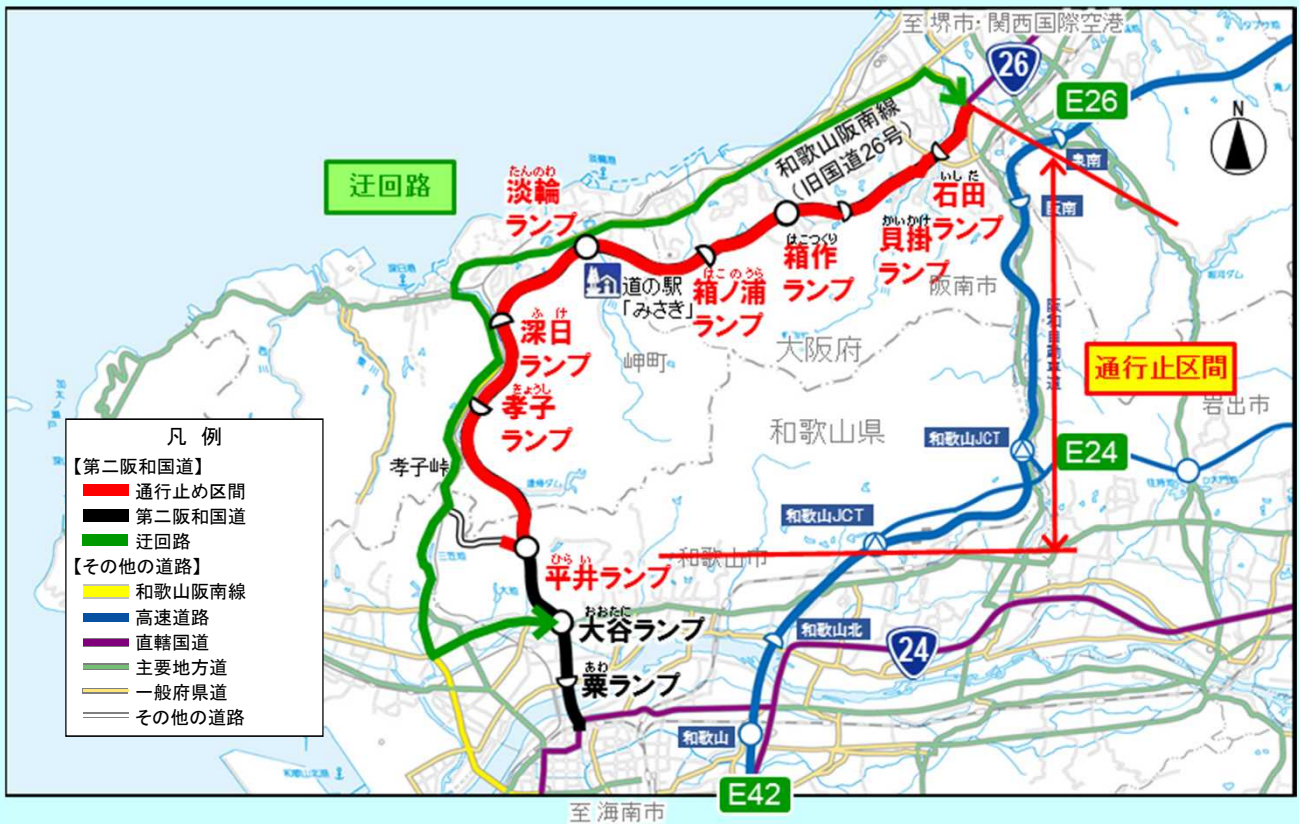 至 堺市・関西国際空港
26
E26
N
迂回路
和歌山阪南線
(旧国道26号)
たんのわ
淡輪
ランプ
淡輪港
泉南
いしだ
石田
ランプ
阪南
かいかけ
貝掛
ランプ
はこつくり
箱作
ランプ
はこのうら
箱ノ浦
ランプ
道の駅
「みさき」
深日港
阪南市
阪和自動車道
ふけ
深日
ランプ
岬町
大阪府
通行止区間
きょうし
孝子
ランプ
岩出市
和歌山県
和歌山JCT
E24
孝子峠
和歌山JCT
和歌山市
ひらい
平井ランプ
おおたに
大谷ランプ
和歌山北
24
あわ
粟ランプ
和歌山
E42
至 海南市
凡 例
【第二阪和国道】
通行止め区間
第二阪和国道
迂回路
【その他の道路】
和歌山阪南線
高速道路
直轄国道
主要地方道
一般府県道
その他の道路